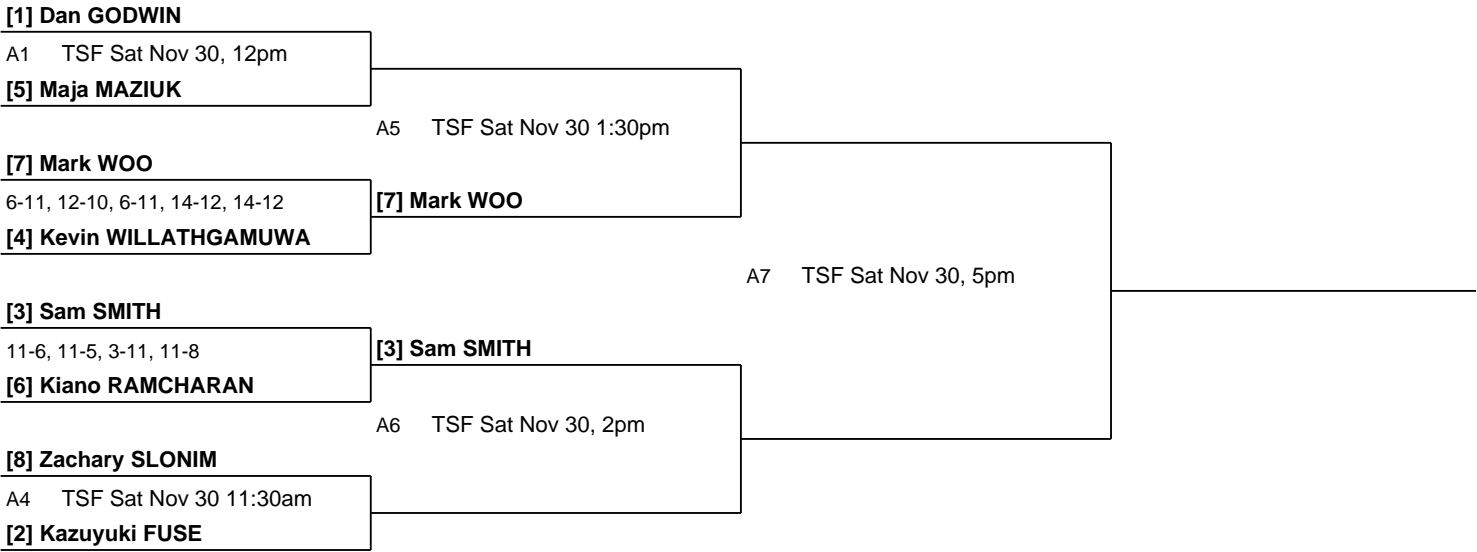 [1] Dan GODWIN
A1 TSF Sat Nov 30, 12pm
[5] Maja MAZIUK
A5 TSF Sat Nov 30 1:30pm
[7] Mark WOO
6-11, 12-10, 6-11, 14-12, 14-12
[7] Mark WOO
[4] Kevin WILLATHGAMUWA
A7 TSF Sat Nov 30, 5pm
[3] Sam SMITH
11-6, 11-5, 3-11, 11-8
[3] Sam SMITH
[6] Kiano RAMCHARAN
A6 TSF Sat Nov 30, 2pm
[8] Zachary SLONIM
A4 TSF Sat Nov 30 11:30am
[2] Kazuyuki FUSE